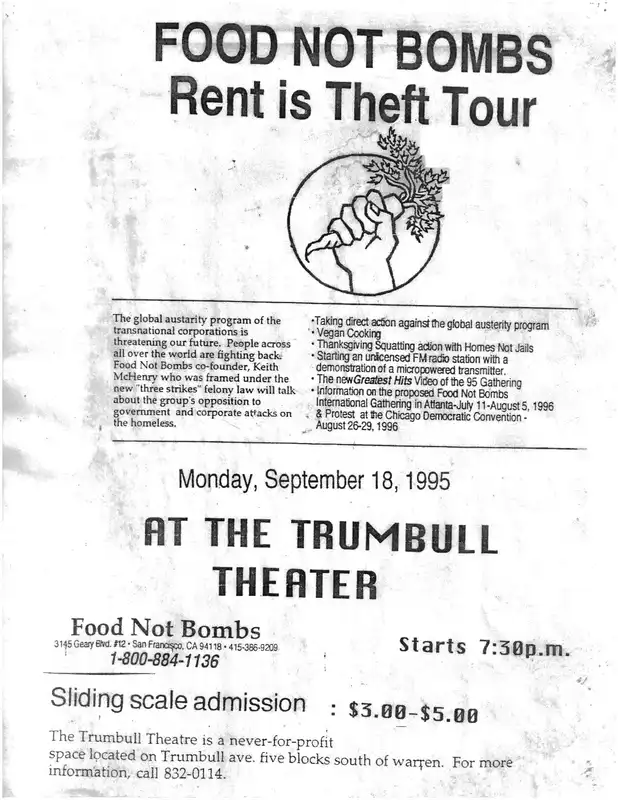 FOOD NOT BOMBS
Rent is Theft Tour
The global austarity program of the
transnational corporations is
threatening our future. People across
all over the world are fighting back.
Food Not Bombs co-founder, Keith
McHenry who was framed under the
new "three strikes" felony law will talk
about the group's opposition to
government and corporate attacks on
the homeless.
•Taking direct action against the global austerity program
• Vegan Cooking
• Thanksgiving Squatting action with Homes Not Jails
• Starting an unlicensed FM radio station with a
demonstration of a micropowered transmitter.
• The new Greatest Hits Video of the 95 Gathering
• Information on the proposed Food Not Bombs
International Gathering in Atlanta-July 11-August 5, 1996
& Protest at the Chicago Democratic Convention -
August 26-29, 1996
Monday, September 18, 1995
AT THE TRUMBULL
THEATER
Food Not Bombs
3145 Geary Blvd. #12 • San Francisco, CA 94118 • 415-386-9209
1-800-884-1136
Starts 7:30p.m.
Sliding scale admission : $3.00-$5.00
The Trumbull Theatre is a never-for-profit
space located on Trumbull ave. five blocks south of warren. For more
information, call 832-0114.